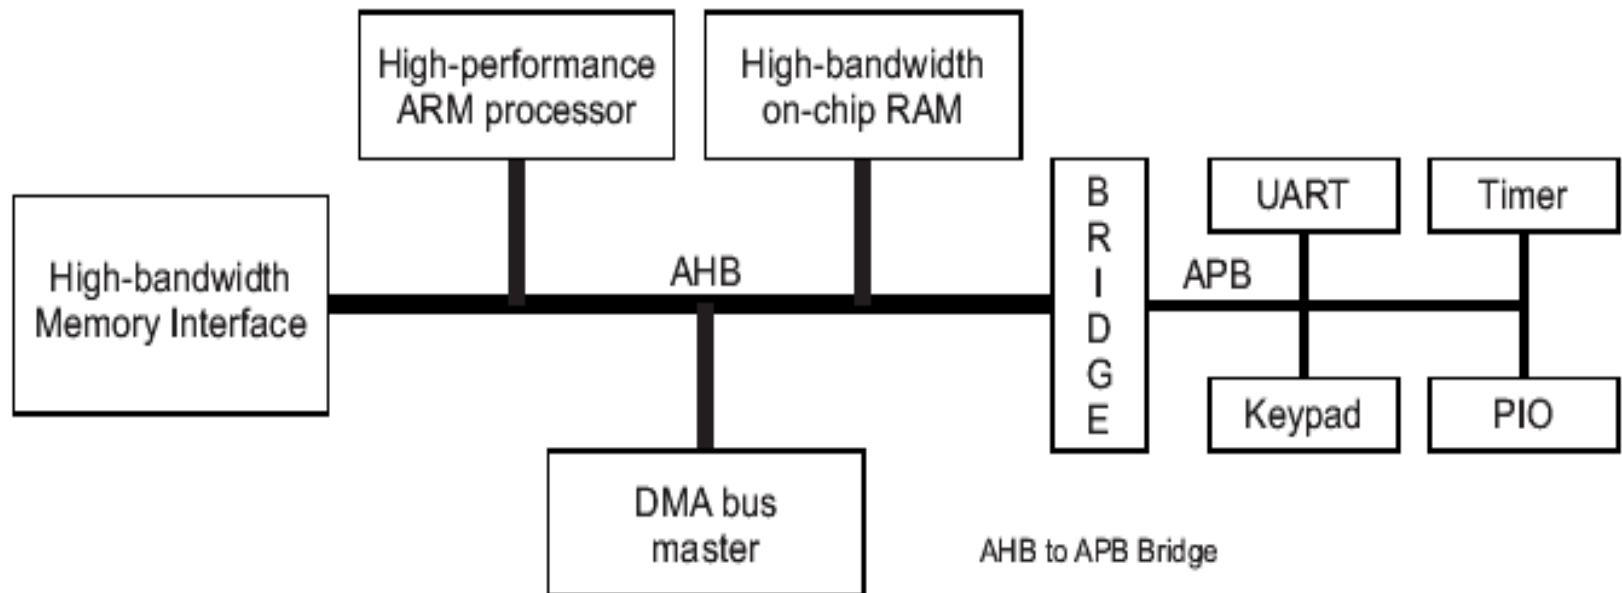 High-performance
ARM processor
High-bandwidth
on-chip RAM
High-bandwidth
Memory Interface
AHB
DMA bus
master
BRIDGE
APB
UART
Timer
Keypad
PIO
AHB to APB Bridge